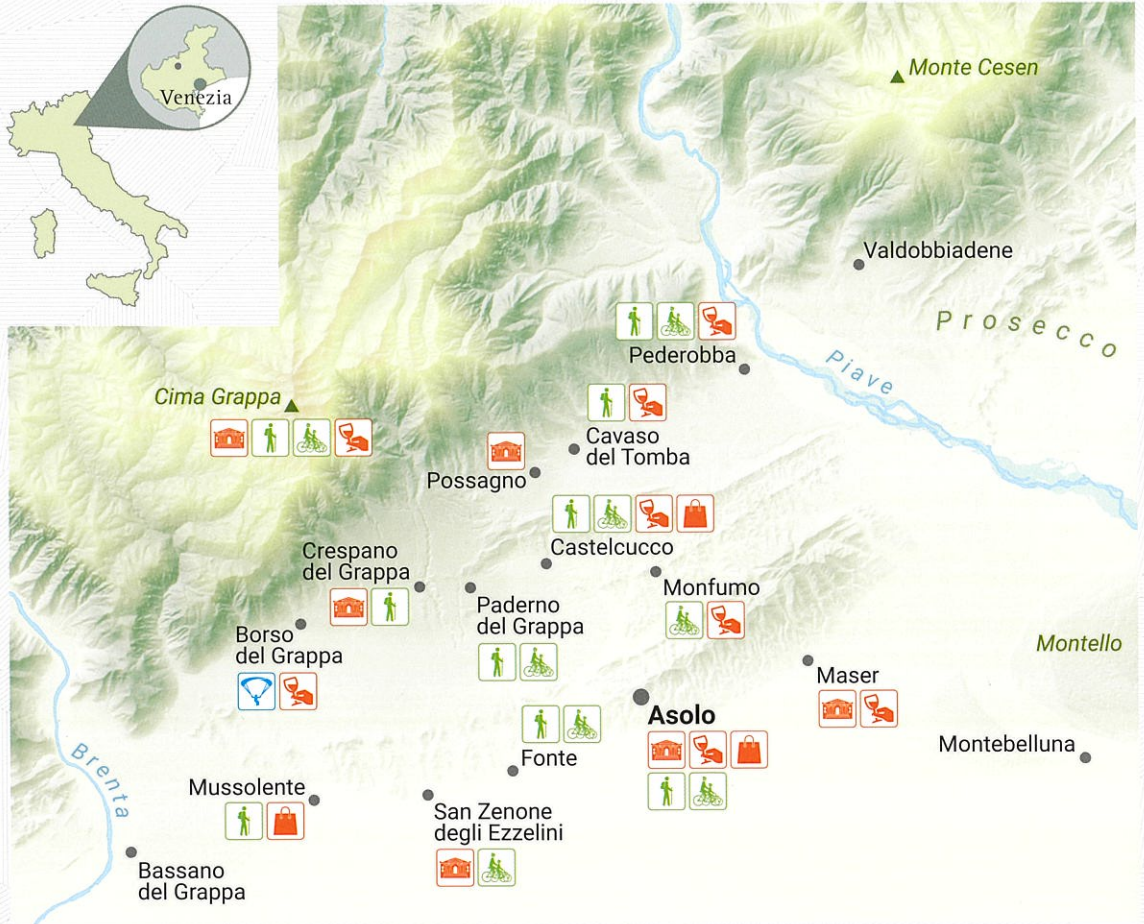 Venezia
Monte Cesen
Valdobbiadene
Prosecco
Piave
Pederobba
Cima Grappa
Cavaso
del Tomba
Possagno
Castelcucco
Crespano
del Grappa
Monfumo
Paderno
del Grappa
Borso
del Grappa
Montello
Maser
Asolo
Montebelluna
Fonte
Brenta
Mussolente
San Zenone
degli Ezzelini
Bassano
del Grappa